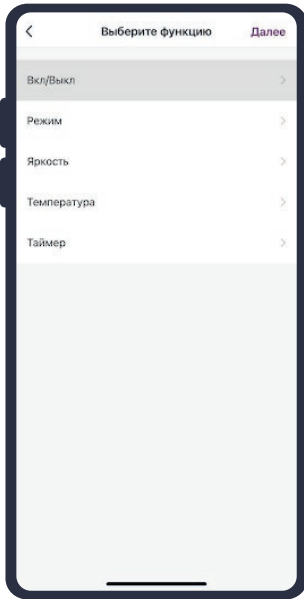 Выберите функцию Далее
Вкл/Выкл
Режим
Яркость
Температура
Таймер